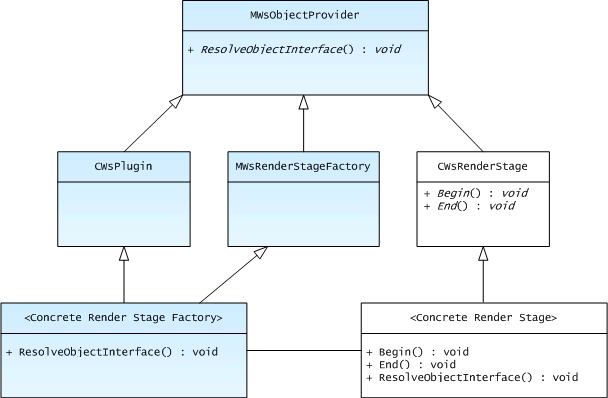 MWsObjectProvider
+ ResolveObjectInterface() : void
CWsPlugin
MWsRenderStageFactory
CWsRenderStage
+ Begin() : void
+ End() : void
<Concrete Render Stage Factory>
+ ResolveObjectInterface() : void
<Concrete Render Stage>
+ Begin() : void
+ End() : void
+ ResolveObjectInterface() : void